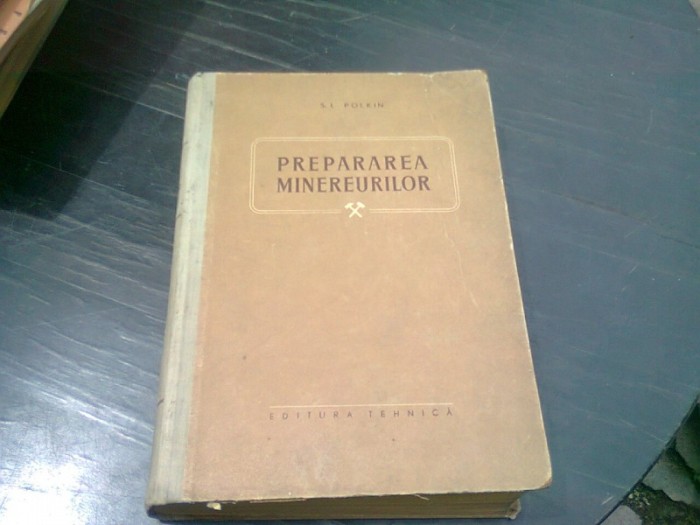 S.I. POLKIN
PREPARAREA
MINEREURILOR
EDITURA TEHNICĂ